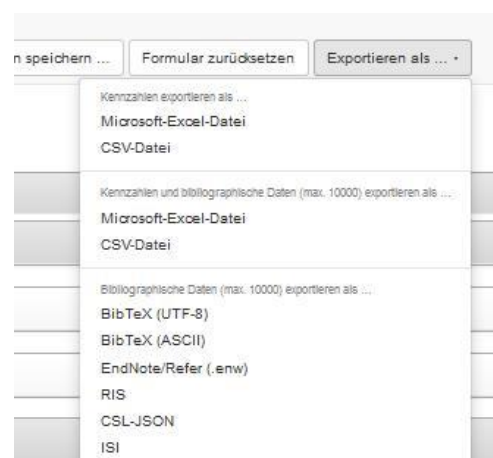 n speichern ...
Formular zurücksetzen
Exportieren als ...
Kennzahlen exportieren als ...
Microsoft-Excel-Datei
CSV-Datei
Kennzahlen und bibliographische Daten (max. 10000) exportieren als ...
Microsoft-Excel-Datei
CSV-Datei
Bibliographische Daten (max. 10000) exportieren als ...
BibTeX (UTF-8)
BibTeX (ASCII)
EndNote/Refer (.enw)
RIS
CSL-JSON
ISI